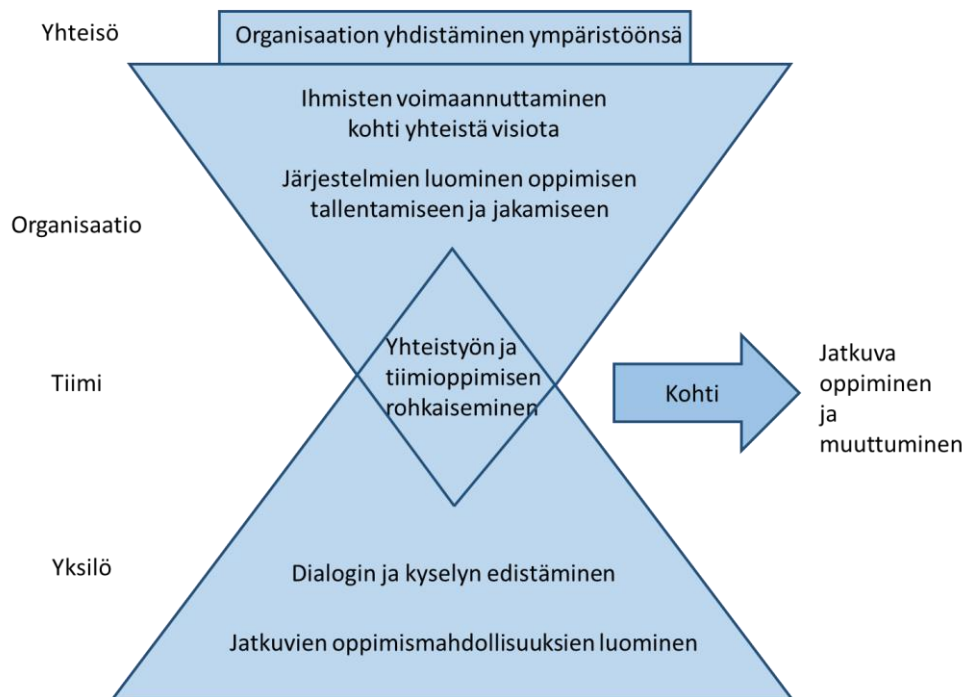 Yhteisö
Organisaation yhdistäminen ympäristöönsä
Ihmisten voimaannuttaminen
kohti yhteistä visiota
Järjestelmien luominen oppimisen
tallentamiseen ja jakamiseen
Organisaatio
Tiimi
Yhteistyön ja
tiimioppimisen
rohkaiseminen
Kohti
Jatkuva
oppiminen
ja
muuttuminen
Yksilö
Dialogin ja kyselyn edistäminen
Jatkuvien oppimismahdollisuuksien luominen